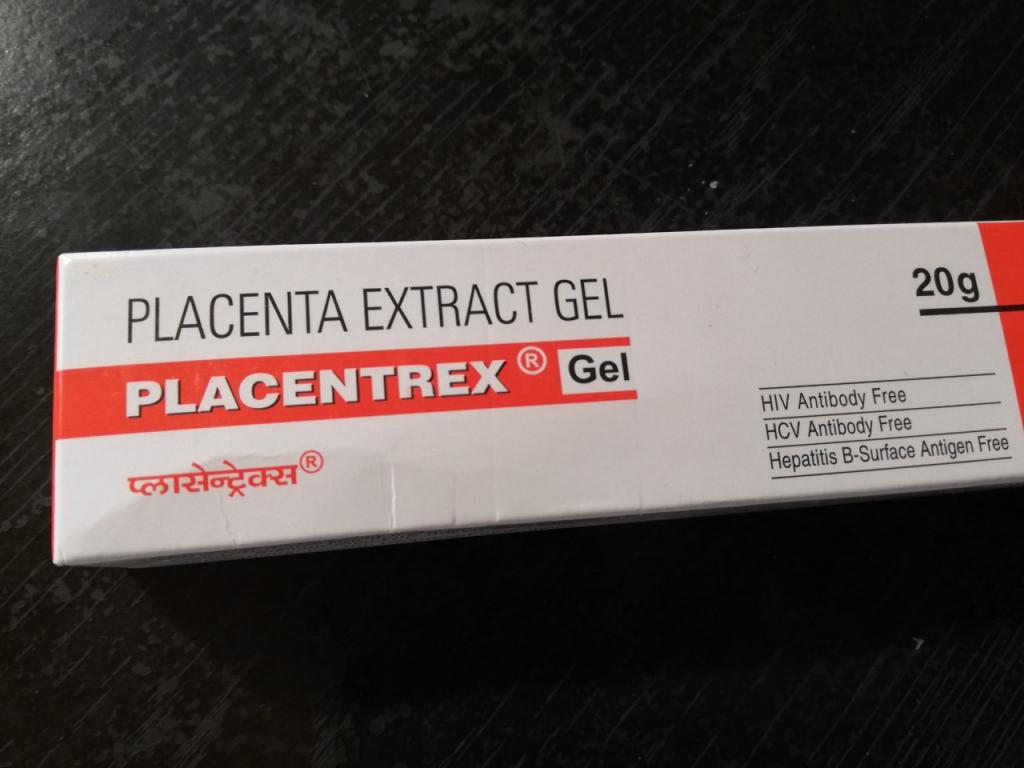 PLACENTA EXTRACT GEL
PLACENTREX® Gel
प्लासेन्ट्रेक्स®
20g
HIV Antibody Free
HCV Antibody Free
Hepatitis B-Surface Antigen Free